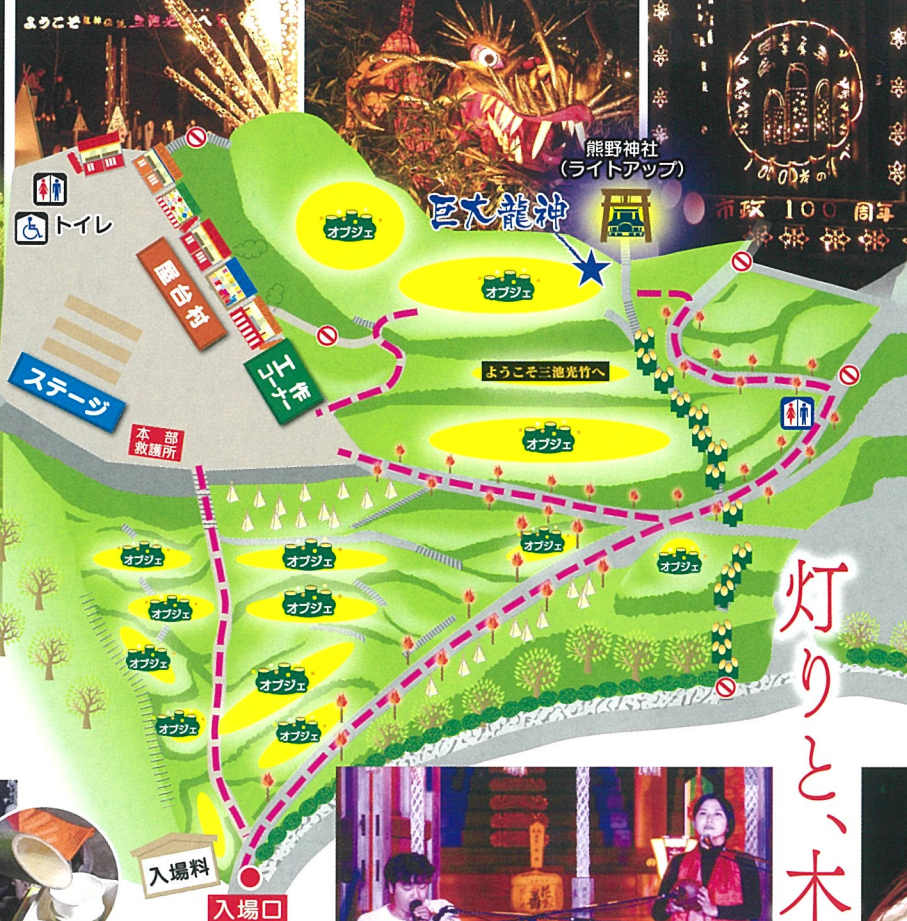 ようこそ
市政 100 周年
熊野神社
(ライトアップ)
巨大龍神
トイレ
オブジェ
オブジェ
屋台村
工作
コーナー
ようこそ三池光竹へ
ステージ
本部
救護所
オブジェ
オブジェ
オブジェ
オブジェ
オブジェ
オブジェ
オブジェ
オブジェ
オブジェ
オブジェ
オブジェ
入場料
入場口
灯りと、木